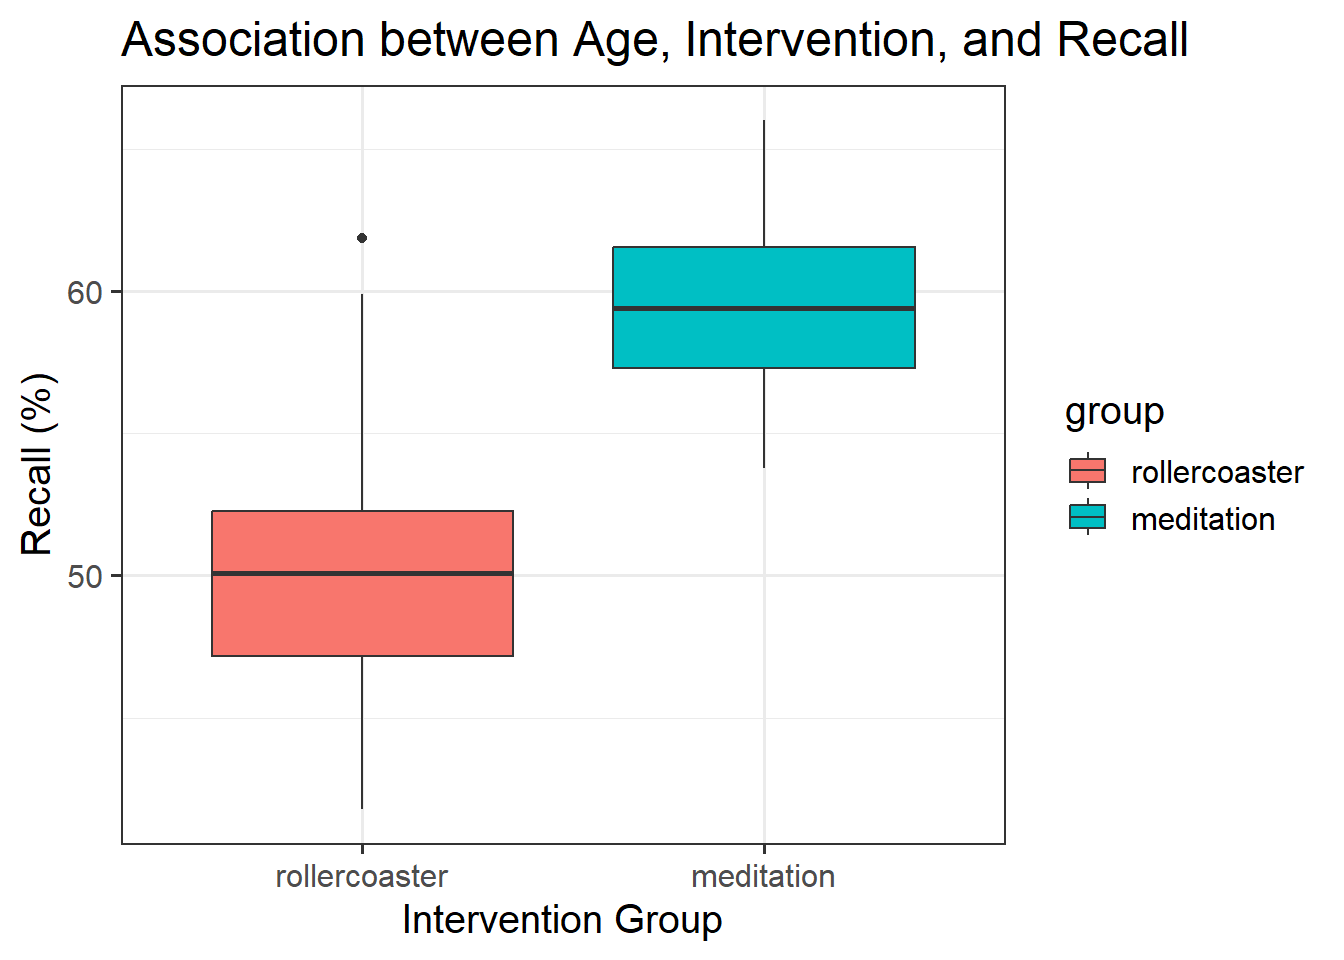 Association between Age, Intervention, and Recall
Recall (%)
60
50
rollercoaster
meditation
Intervention Group
group
rollercoaster
meditation